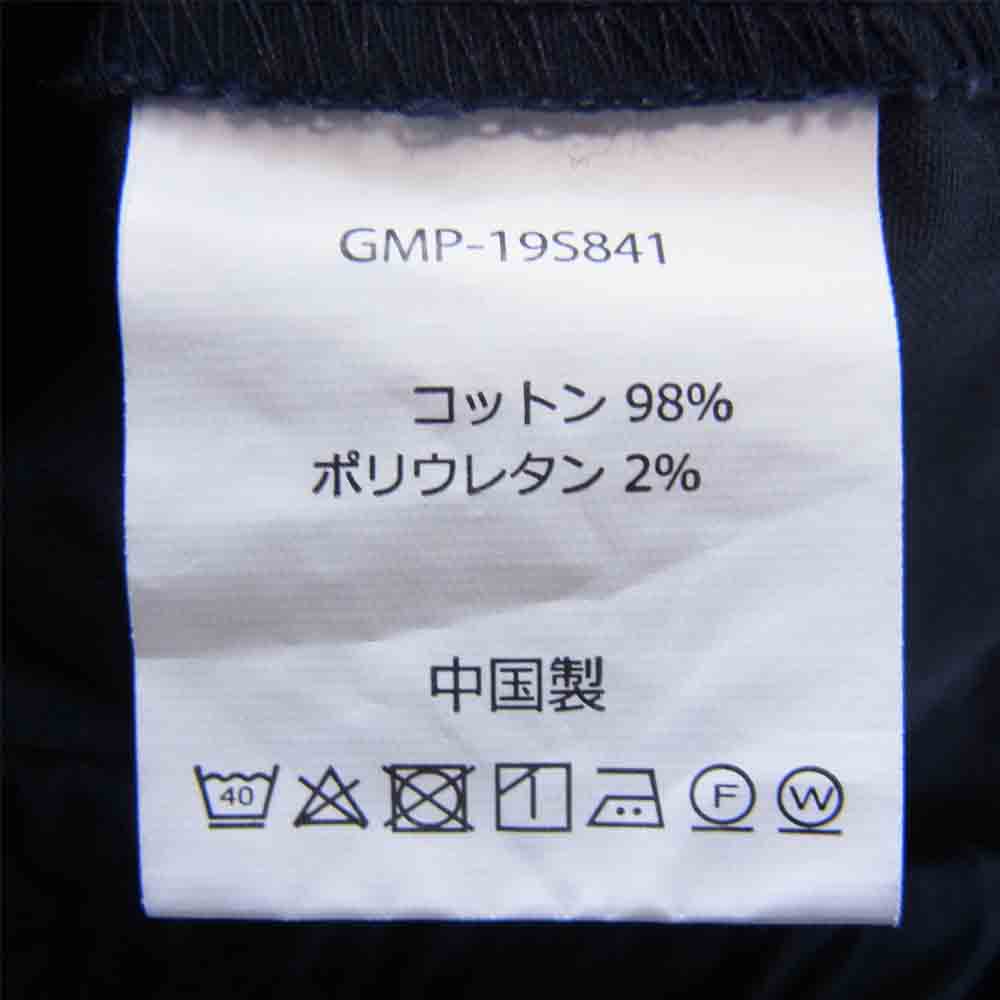 GMP-19S841
コットン 98%
ポリウレタン 2%
中国製
40 F W